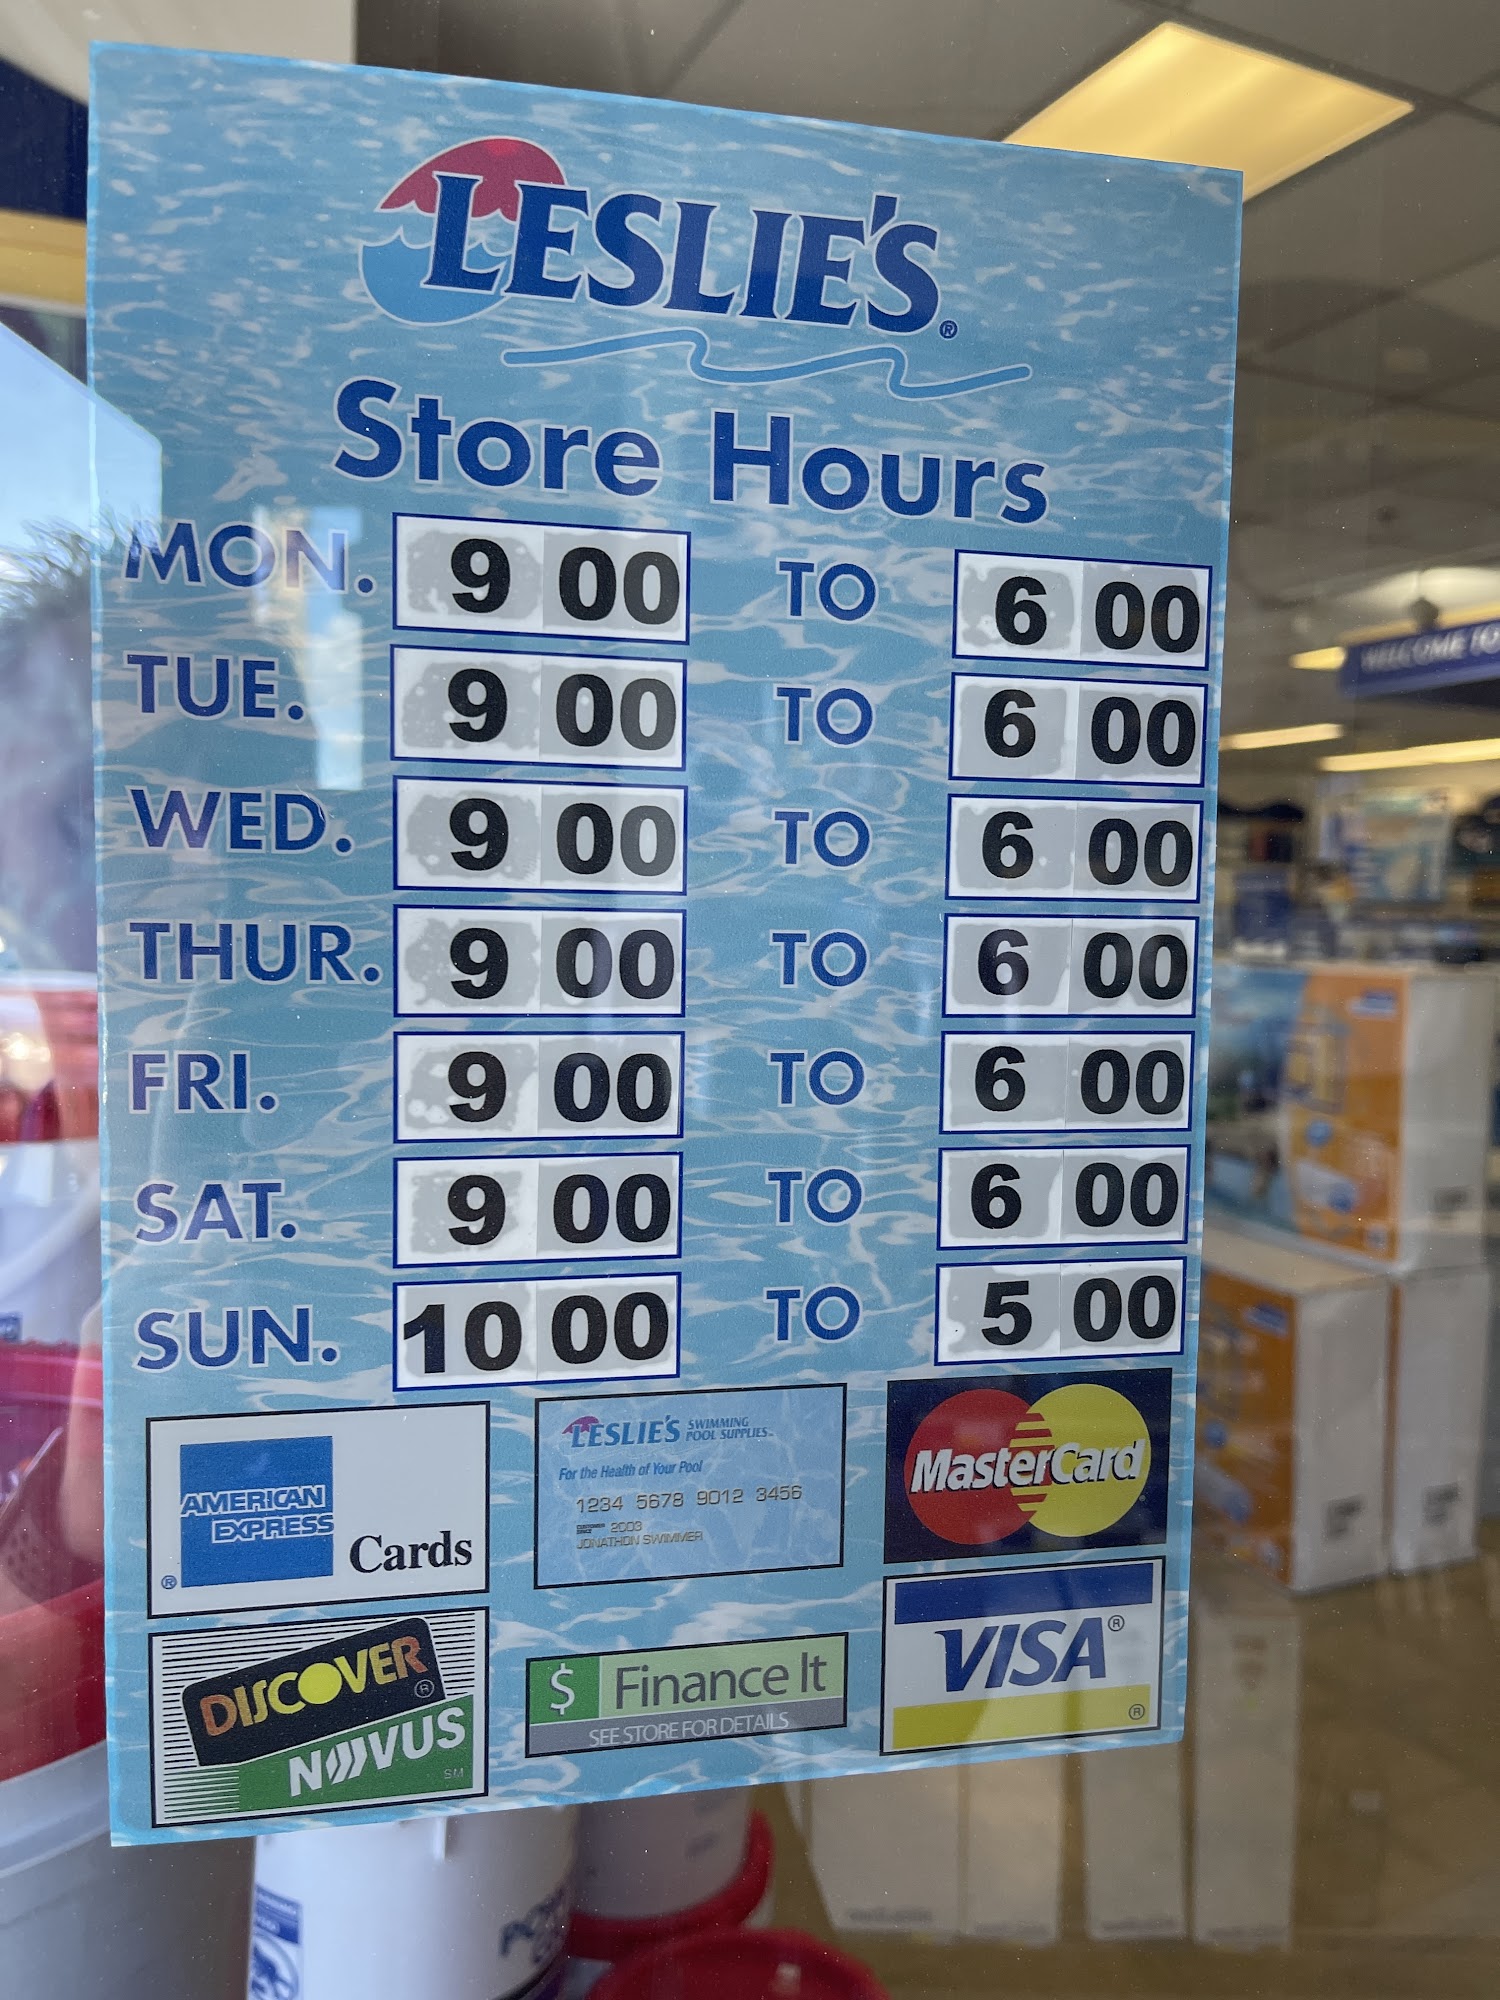 LESLIE'S®
Store Hours
MON. 9 00 TO 6 00
TUE. 9 00 TO 6 00
WED. 9 00 TO 6 00
THUR. 9 00 TO 6 00
FRI. 9 00 TO 6 00
SAT. 9 00 TO 6 00
SUN. 10 00 TO 5 00
AMERICAN
EXPRESS
® Cards
LESLIE'S SWIMMING
POOL SUPPLIES
For the Health of Your Pool
1234 5678 9012 3456
2003
JONATHON SWIMMER
MasterCard
DISCOVER®
NOVUS
SM
$ Finance It
SEE STORE FOR DETAILS
VISA®
®
WELCOME TO